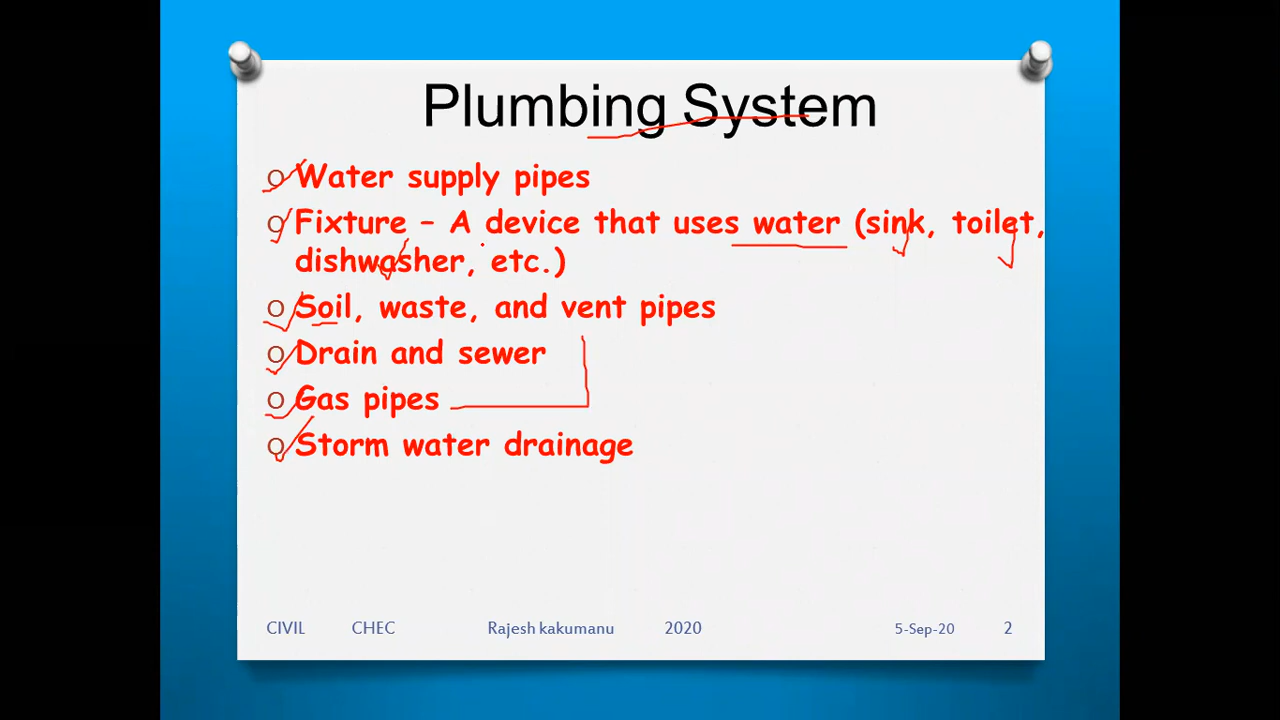 Plumbing System
Water supply pipes
Fixture – A device that uses water (sink, toilet,
dishwasher, etc.)
Soil, waste, and vent pipes
Drain and sewer
Gas pipes
Storm water drainage
CIVIL CHEC Rajesh kakumanu 2020 5-Sep-20 2